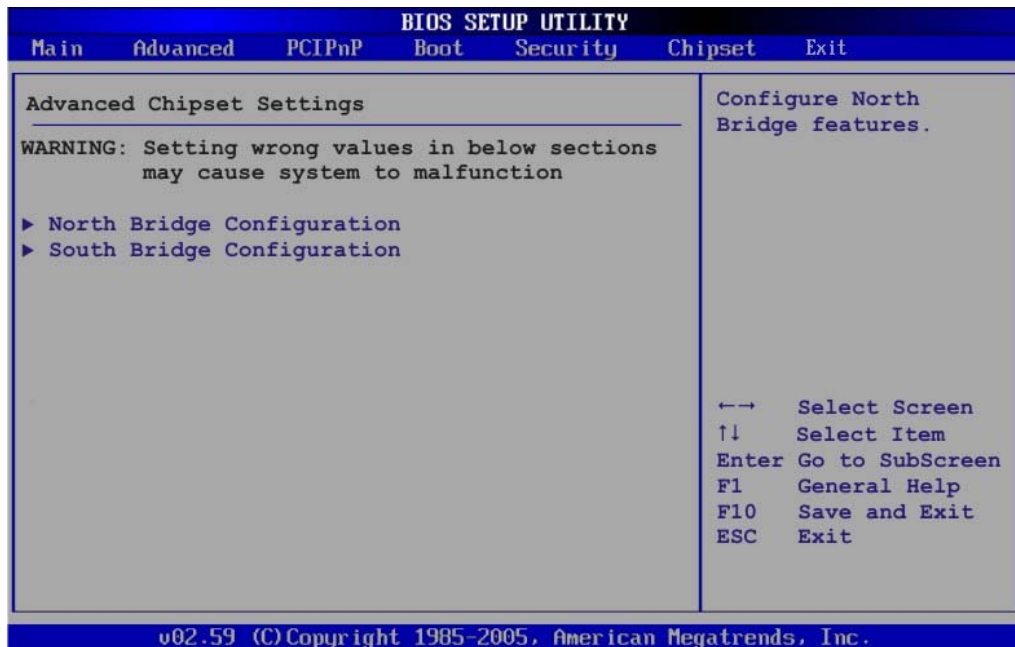 BIOS SETUP UTILITY
Main Advanced PCIPnP Boot Security Chipset Exit
Advanced Chipset Settings
WARNING: Setting wrong values in below sections
may cause system to malfunction
▶ North Bridge Configuration
▶ South Bridge Configuration
Configure North
Bridge features.
←→ Select Screen
↑↓ Select Item
Enter Go to SubScreen
F1 General Help
F10 Save and Exit
ESC Exit
v02.59 (C)Copyright 1985-2005, American Megatrends, Inc.